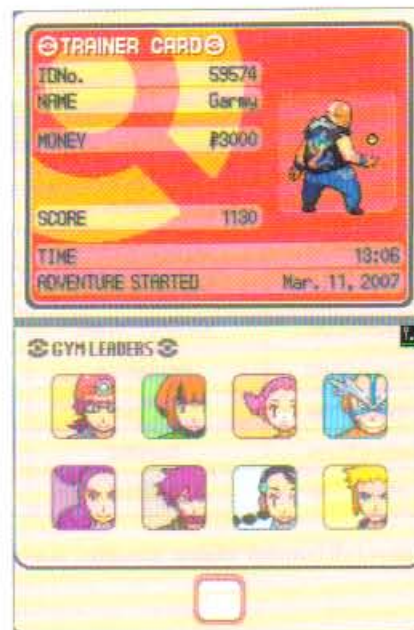 TRAINER CARD
IDNo. 59574
NAME Garmy
MONEY ₽3000
SCORE 1130
TIME 13:06
ADVENTURE STARTED Mar. 11, 2007
GYM LEADERS